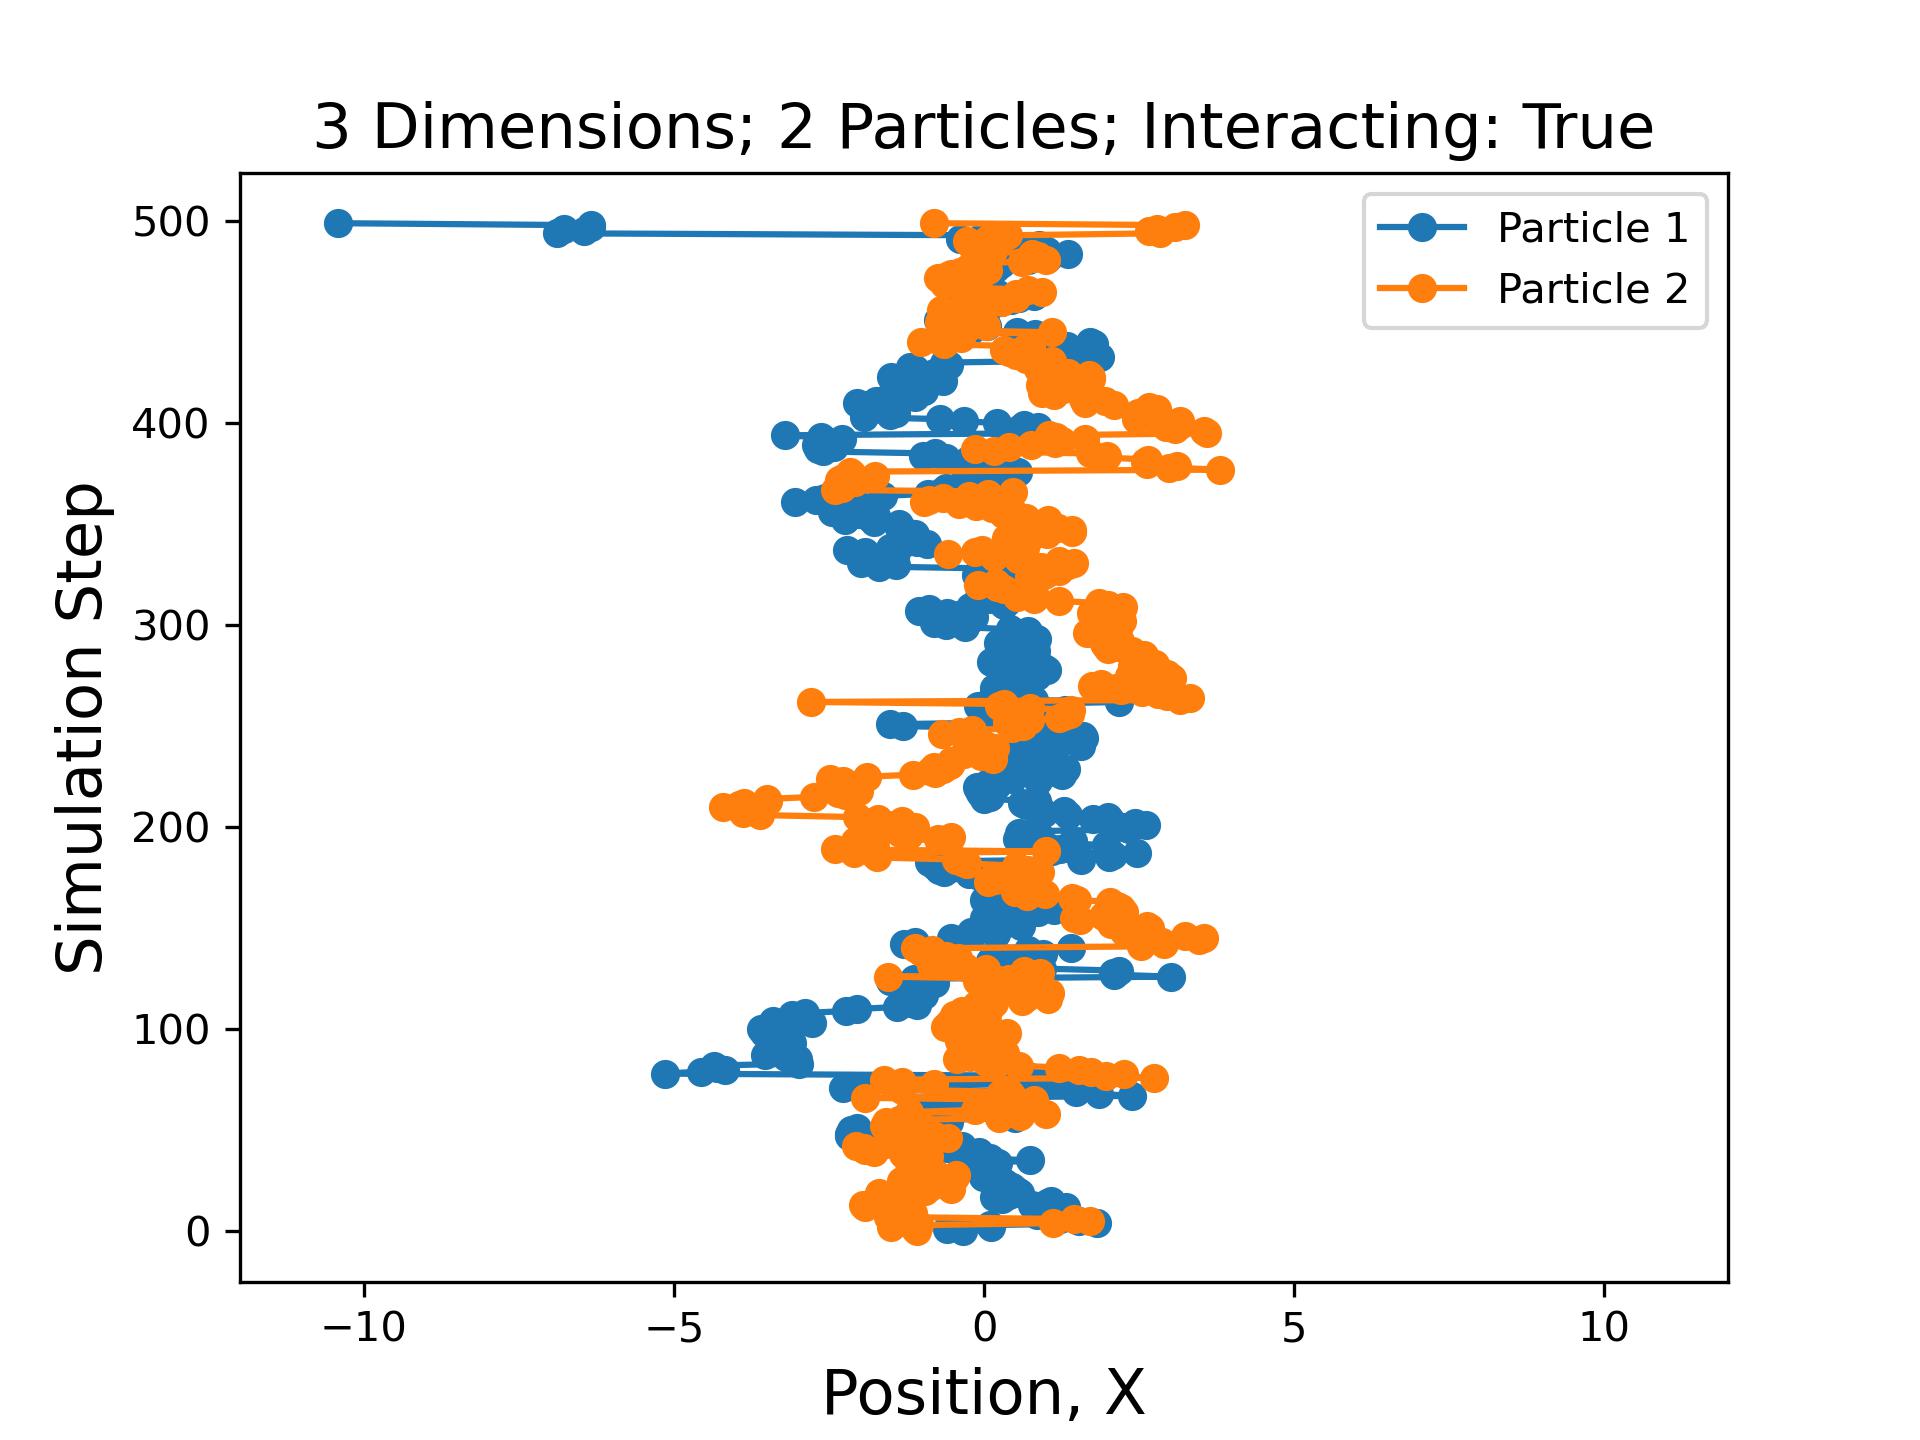 3 Dimensions; 2 Particles; Interacting: True
Particle 1
Particle 2
500
400
300
200
100
0
Simulation Step
−10
−5
0
5
10
Position, X